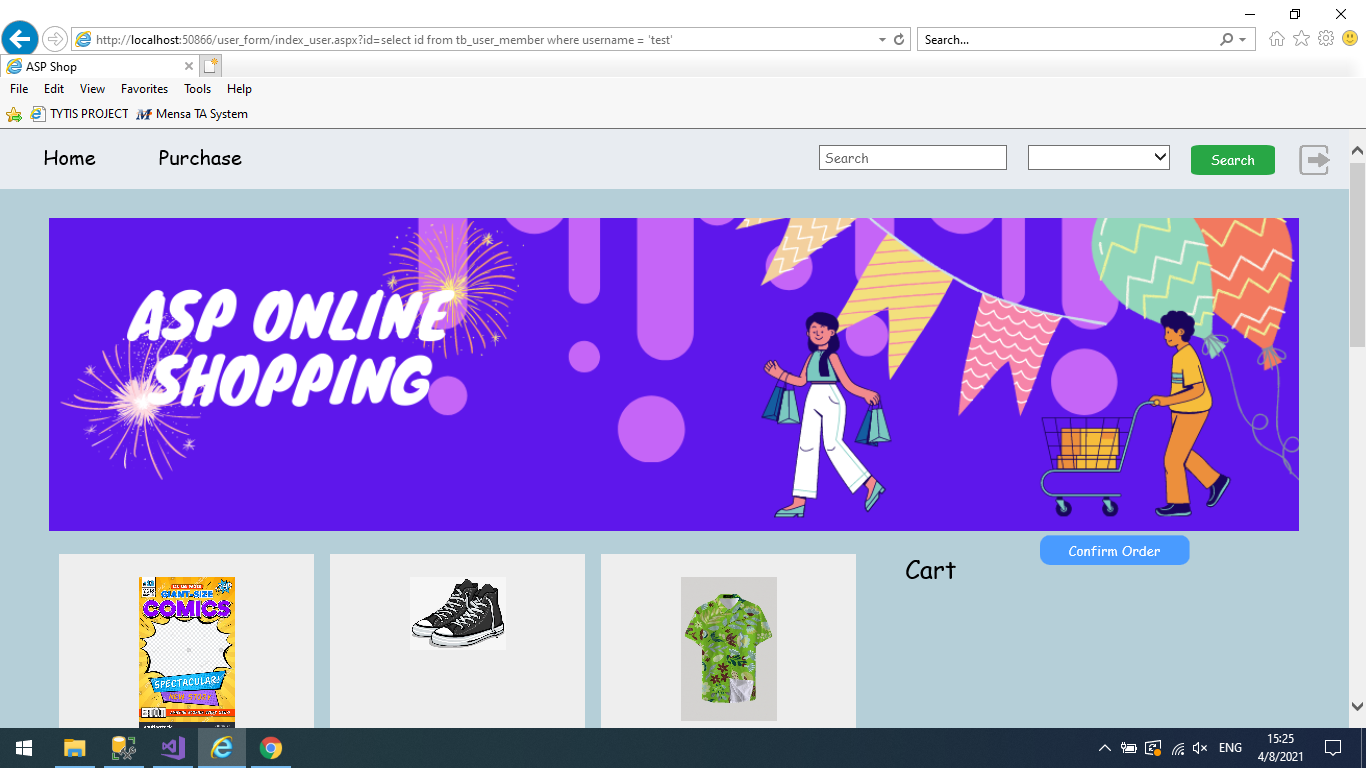 http://localhost:50866/user_form/index_user.aspx?id=select id from tb_user_member where username = 'test'
Search...
ASP Shop
File Edit View Favorites Tools Help
TYTIS PROJECT Mensa TA System
Home Purchase Search Search
ASP ONLINE
SHOPPING
Confirm Order
Cart
GIANT-SIZE
COMICS
SPECTACULAR!
ENG
15:25
4/8/2021